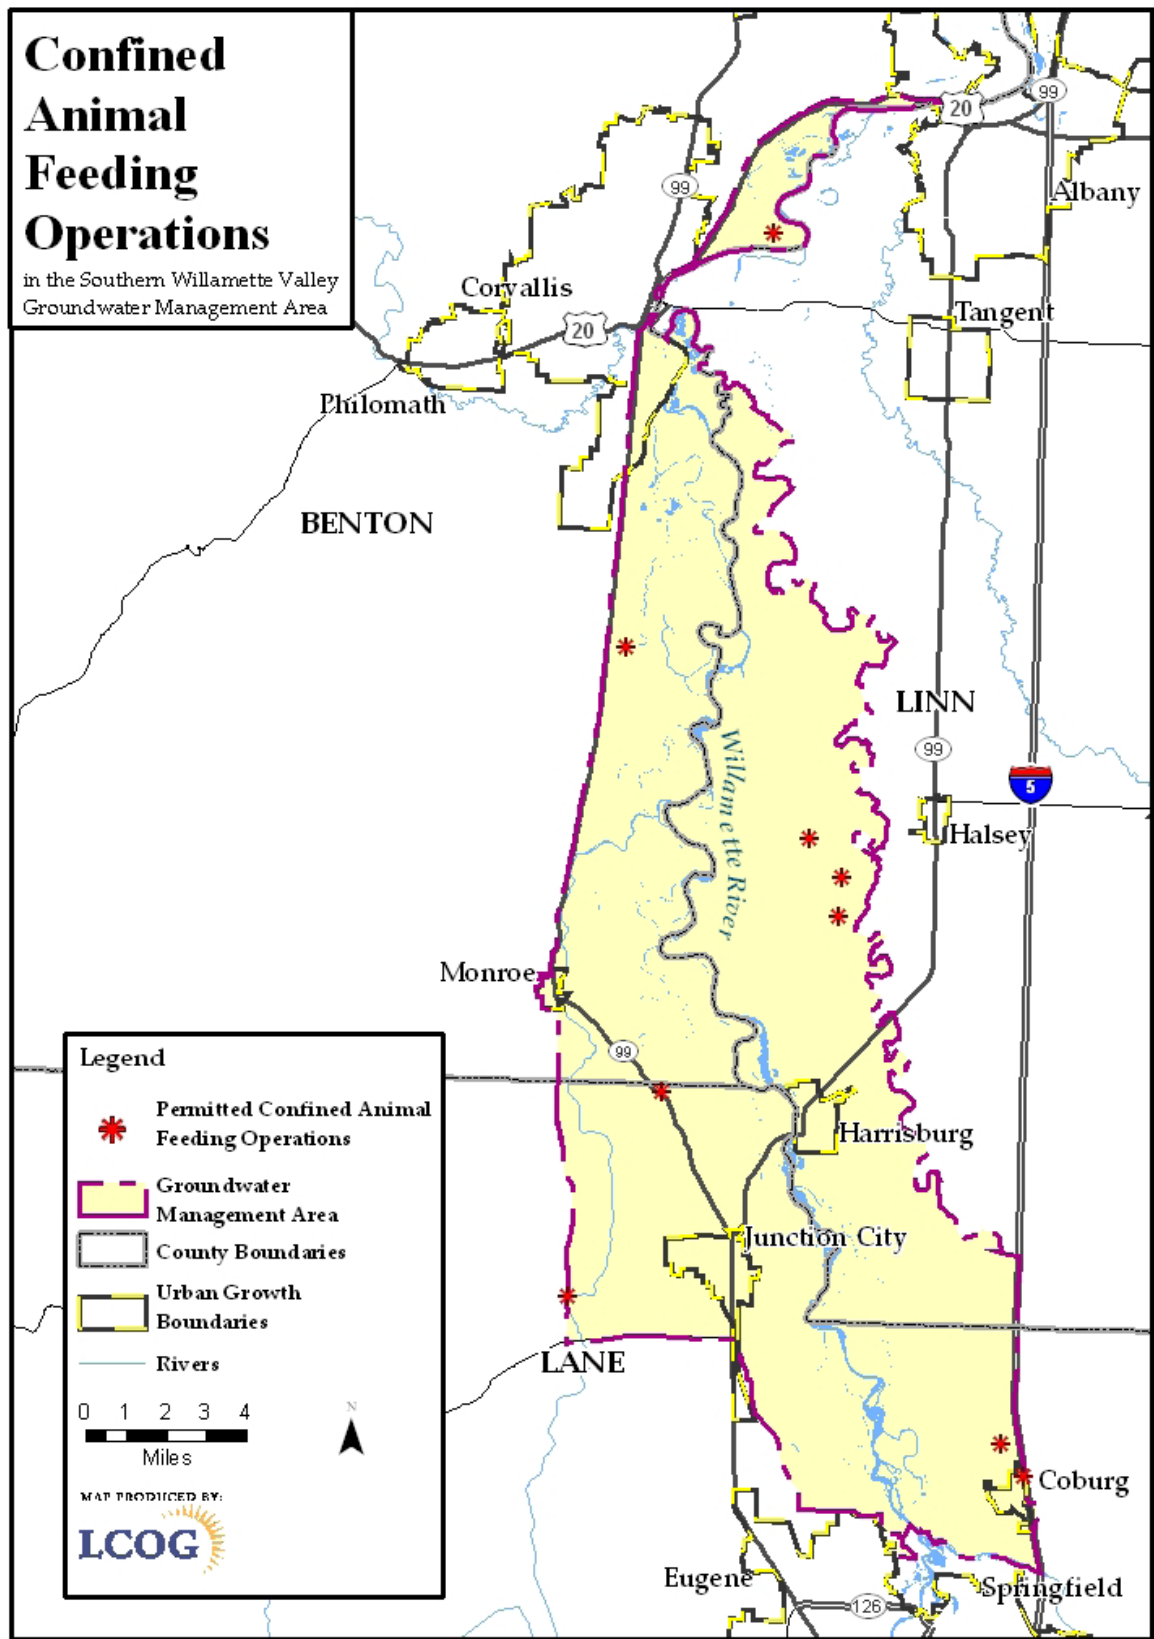 Confined
Animal
Feeding
Operations
in the Southern Willamette Valley
Groundwater Management Area
20
99
Albany
99
Corvallis
20
Tangent
Philomath
BENTON
LINN
99
5
Willamette River
Halsey
Monroe
99
Harrisburg
Junction City
LANE
Coburg
Eugene
Springfield
126
Legend
Permitted Confined Animal
Feeding Operations
Groundwater
Management Area
County Boundaries
Urban Growth
Boundaries
Rivers
0 1 2 3 4
Miles
N
MAP PRODUCED BY:
LCOG